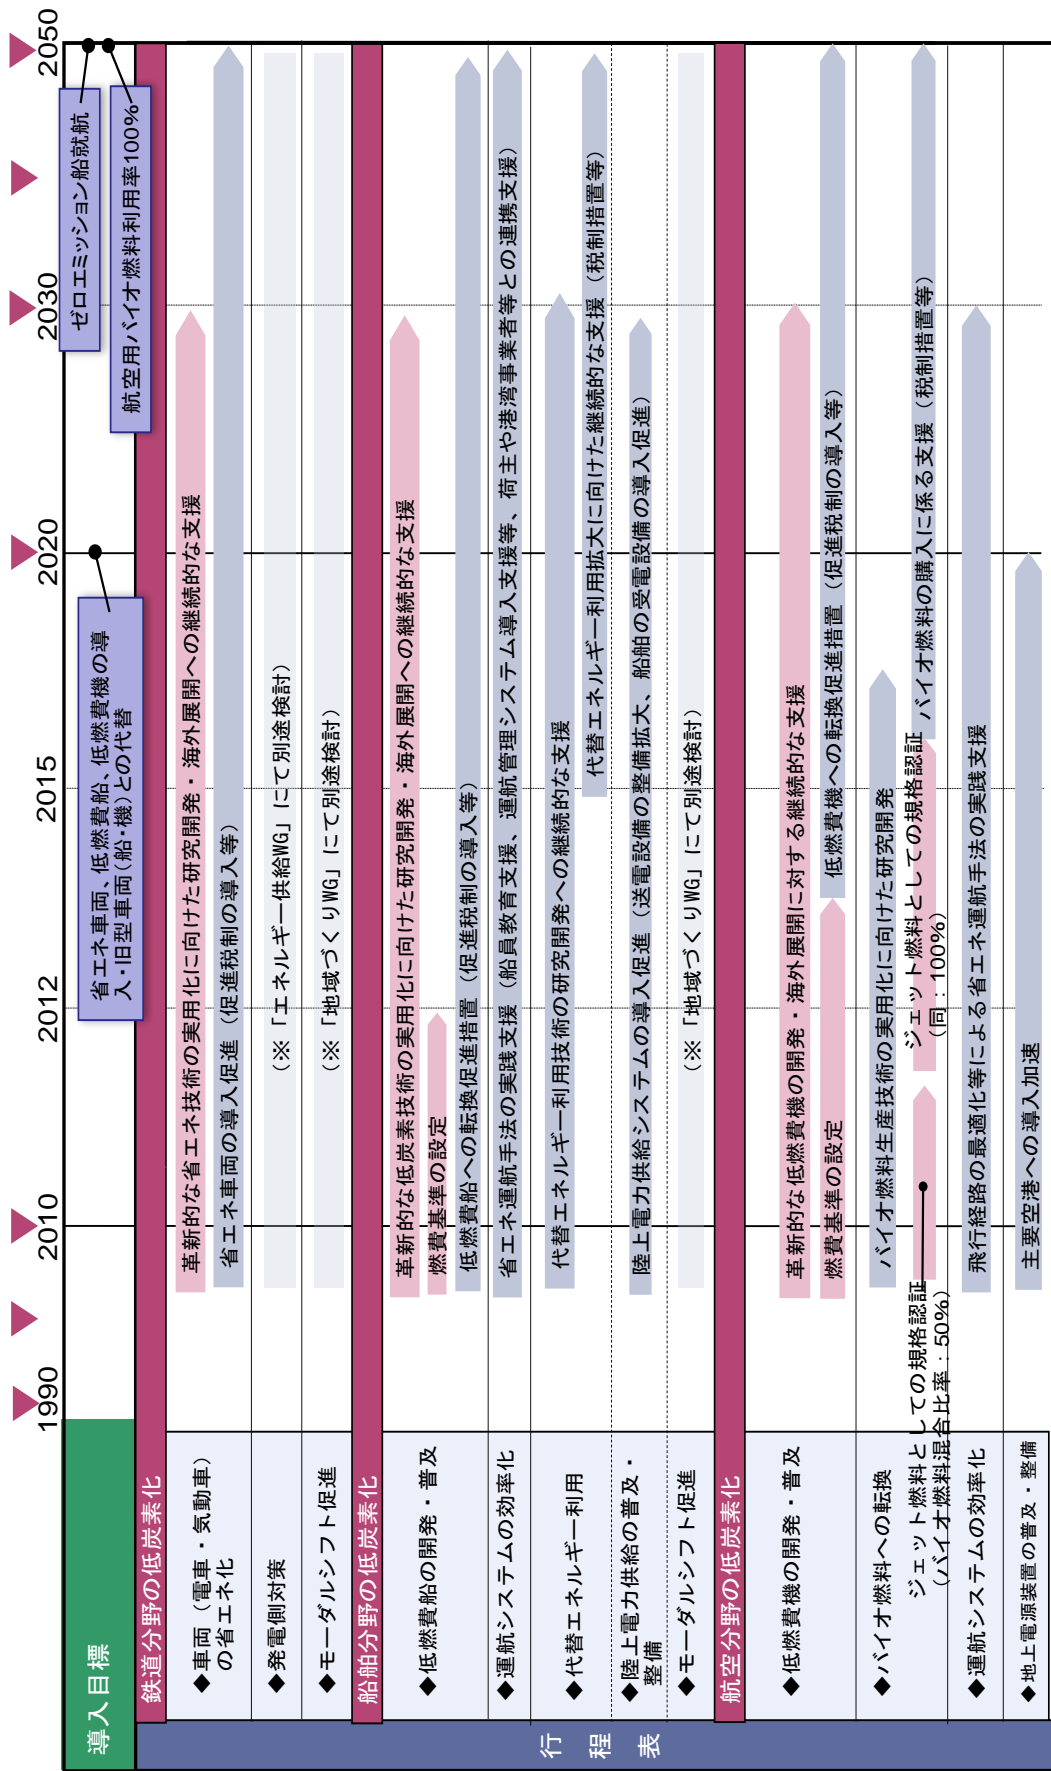 導入目標
1990
2010
2012
2015
2020
2030
2050
省エネ車両、低燃費船、低燃費機の導
入・旧型車両(船・機)との代替
ゼロエミッション船就航
航空用バイオ燃料利用率100%
行程表
鉄道分野の低炭素化
◆車両（電車・気動車）
の省エネ化
革新的な省エネ技術の実用化に向けた研究開発・海外展開への継続的な支援
省エネ車両の導入促進（促進税制の導入等）
◆発電側対策
（※「エネルギー供給WG」にて別途検討）
◆モーダルシフト促進
（※「地域づくりWG」にて別途検討）
船舶分野の低炭素化
◆低燃費船の開発・普及
革新的な低炭素技術の実用化に向けた研究開発・海外展開への継続的な支援
燃費基準の設定
低燃費船への転換促進措置（促進税制の導入等）
◆運航システムの効率化
省エネ運航手法の実践支援（船員教育支援、運航管理システム導入支援等、荷主や港湾事業者等との連携支援）
◆代替エネルギー利用
代替エネルギー利用技術の研究開発への継続的な支援
代替エネルギー利用拡大に向けた継続的な支援（税制措置等）
◆陸上電力供給の普及・
整備
陸上電力供給システムの導入促進（送電設備の整備拡大、船舶の受電設備の導入促進）
◆モーダルシフト促進
（※「地域づくりWG」にて別途検討）
航空分野の低炭素化
◆低燃費機の開発・普及
革新的な低燃費機の開発・海外展開に対する継続的な支援
燃費基準の設定
低燃費機への転換促進措置（促進税制の導入等）
◆バイオ燃料への転換
バイオ燃料生産技術の実用化に向けた研究開発
ジェット燃料としての規格認証
（バイオ燃料混合比率：50%）
ジェット燃料としての規格認証
（同：100%）
バイオ燃料の購入に係る支援（税制措置等）
◆運航システムの効率化
飛行経路の最適化等による省エネ運航手法の実践支援
◆地上電源装置の普及・整備
主要空港への導入加速